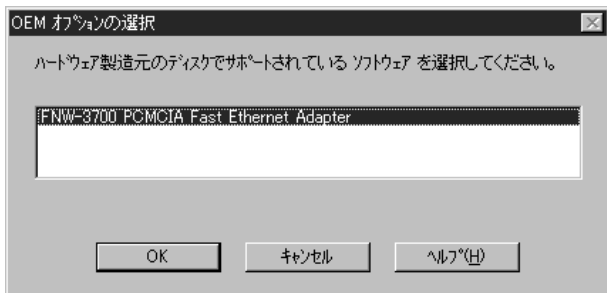 OEM ｵﾌﾟｼｮﾝの選択
ﾊｰﾄﾞｳｪｱ製造元のﾃﾞｨｽｸでｻﾎﾟｰﾄされている ｿﾌﾄｳｪｱ を選択してください。
FNW-3700 PCMCIA Fast Ethernet Adapter
OK
ｷｬﾝｾﾙ
ﾍﾙﾌﾟ(H)